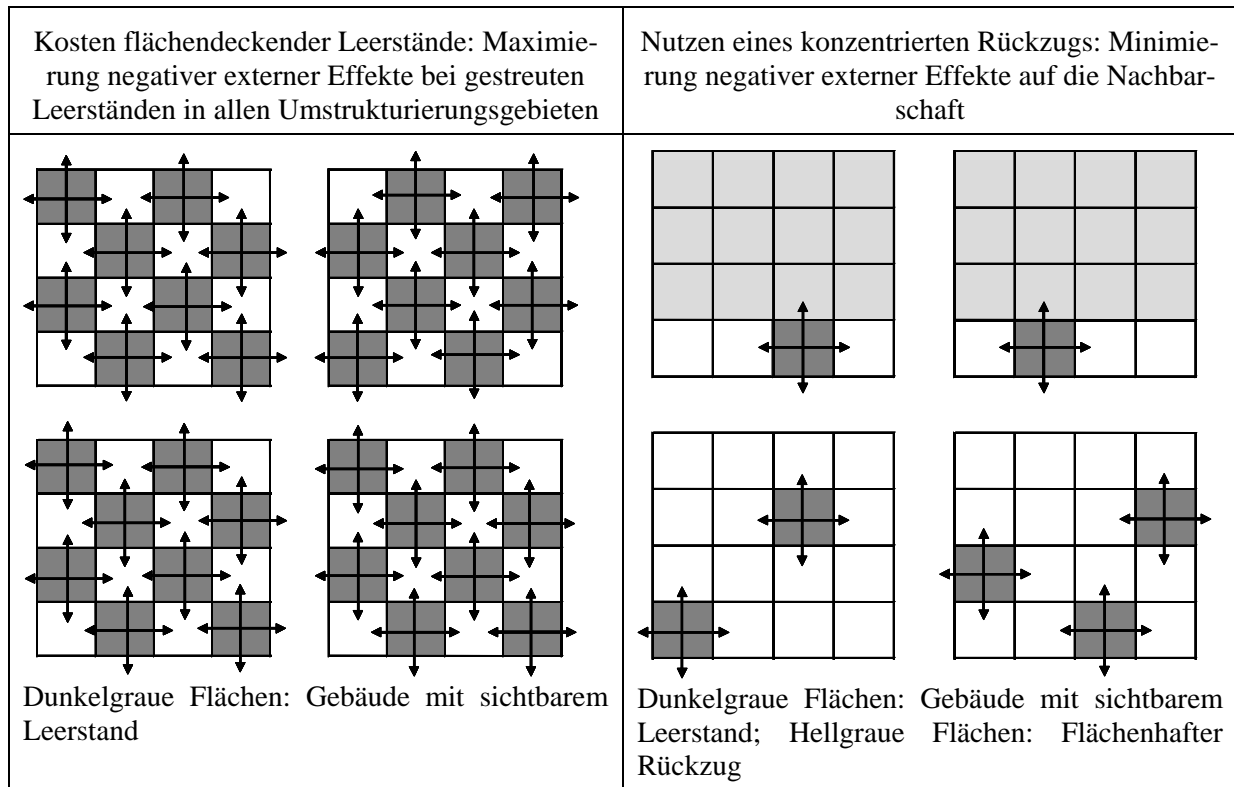 Kosten flächendeckender Leerstände: Maximie-
rung negativer externer Effekte bei gestreuten
Leerständen in allen Umstrukturierungsgebieten
Nutzen eines konzentrierten Rückzugs: Minimie-
rung negativer externer Effekte auf die Nachbar-
schaft
Dunkelgraue Flächen: Gebäude mit sichtbarem
Leerstand
Dunkelgraue Flächen: Gebäude mit sichtbarem
Leerstand; Hellgraue Flächen: Flächenhafter
Rückzug